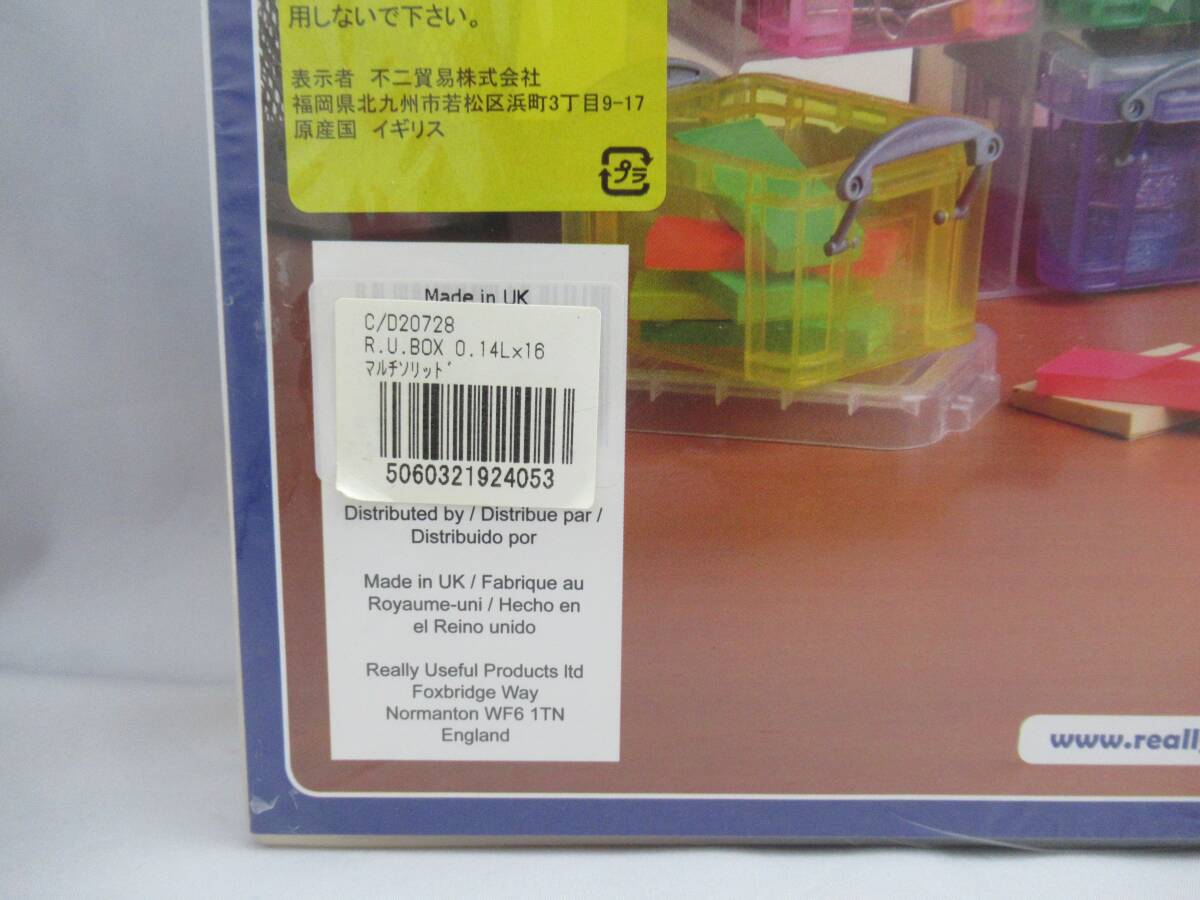 用しないで下さい。
表示者 不二貿易株式会社
福岡県北九州市若松区浜町3丁目9-17
原産国 イギリス
プラ
Made in UK
C/D20728
R.U.BOX 0.14L×16
マルチソリッド
5060321924053
Distributed by / Distribue par /
Distribuido por
Made in UK / Fabrique au
Royaume-uni / Hecho en
el Reino unido
Really Useful Products ltd
Foxbridge Way
Normanton WF6 1TN
England
www.really